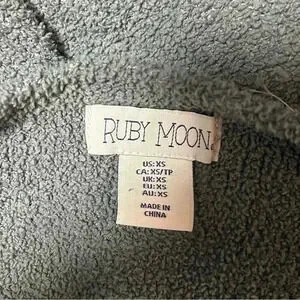 RUBY MOON.
US: XS
CA: XS/TP
UK: XS
EU: XS
AU: XS
MADE IN
CHINA